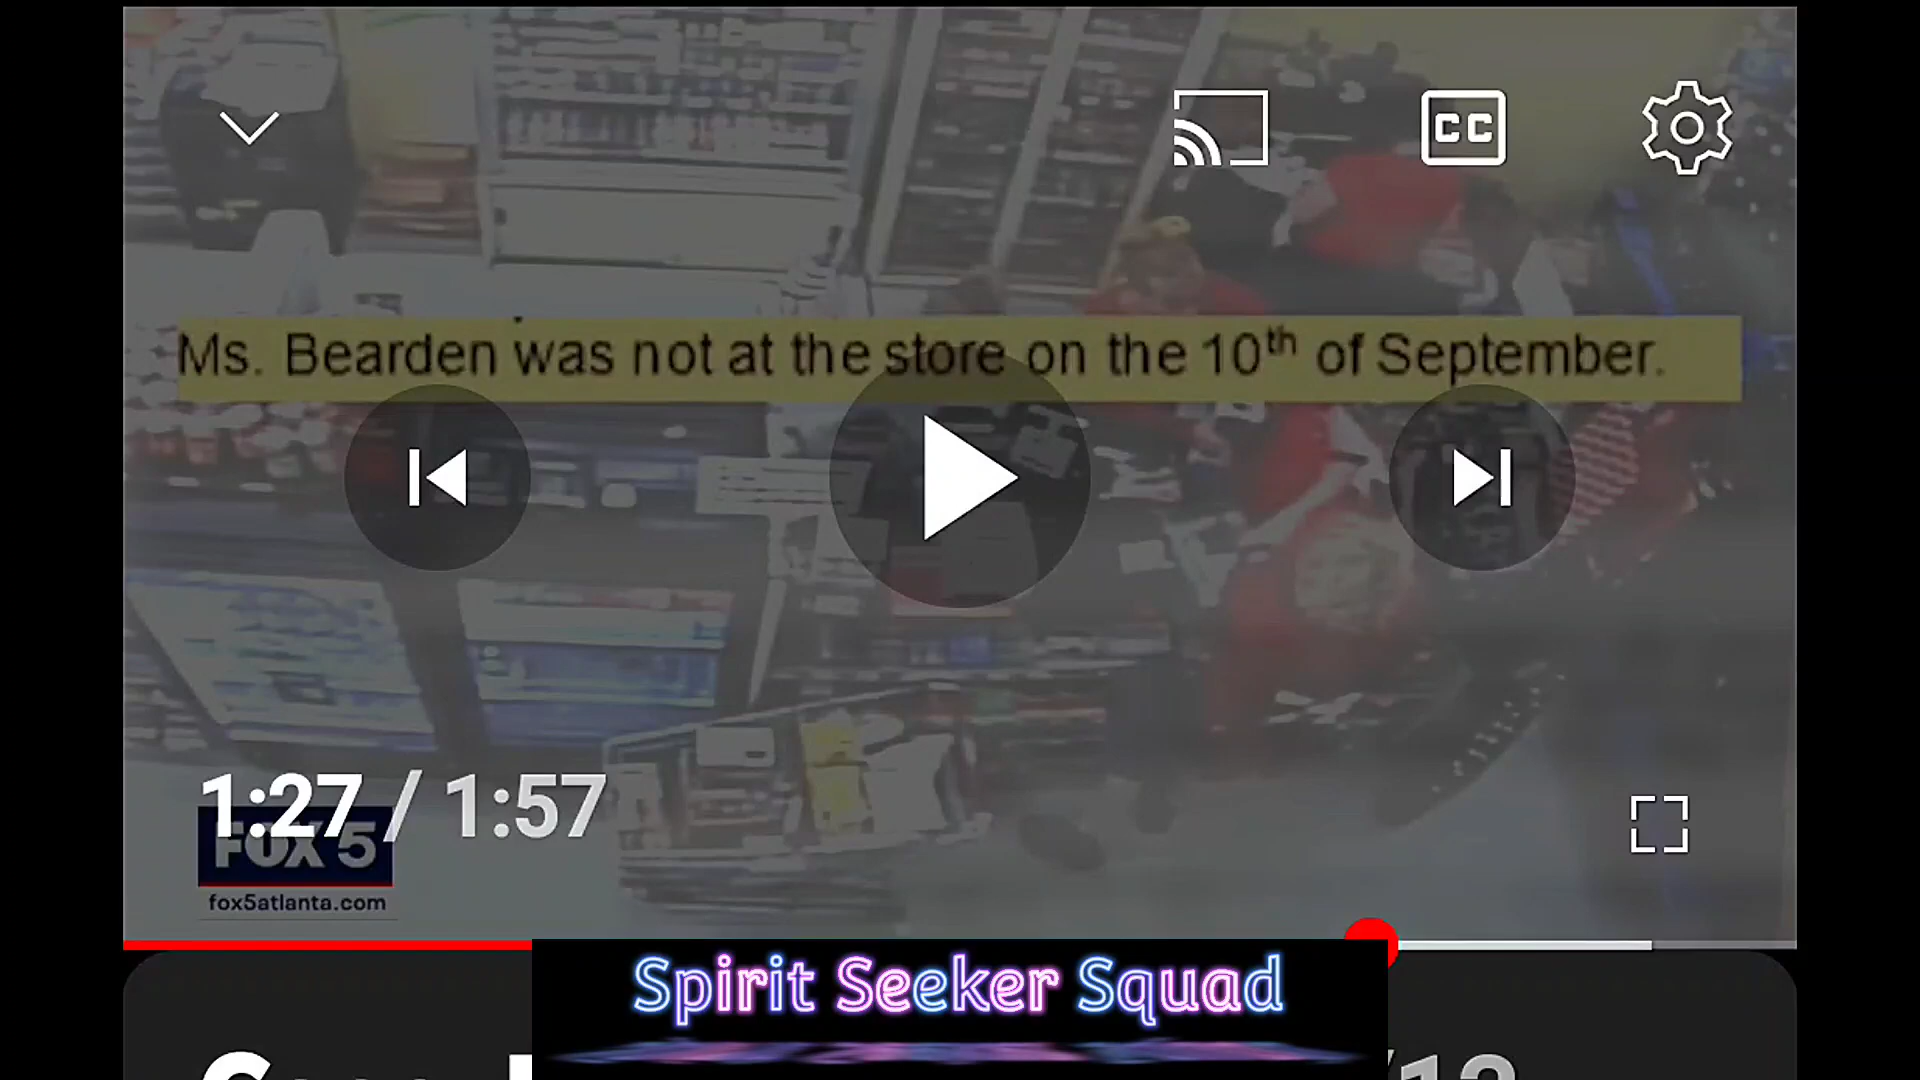 CC
Ms. Bearden was not at the store on the 10th of September.
1:27 / 1:57
FOX 5
fox5atlanta.com
Spirit Seeker Squad